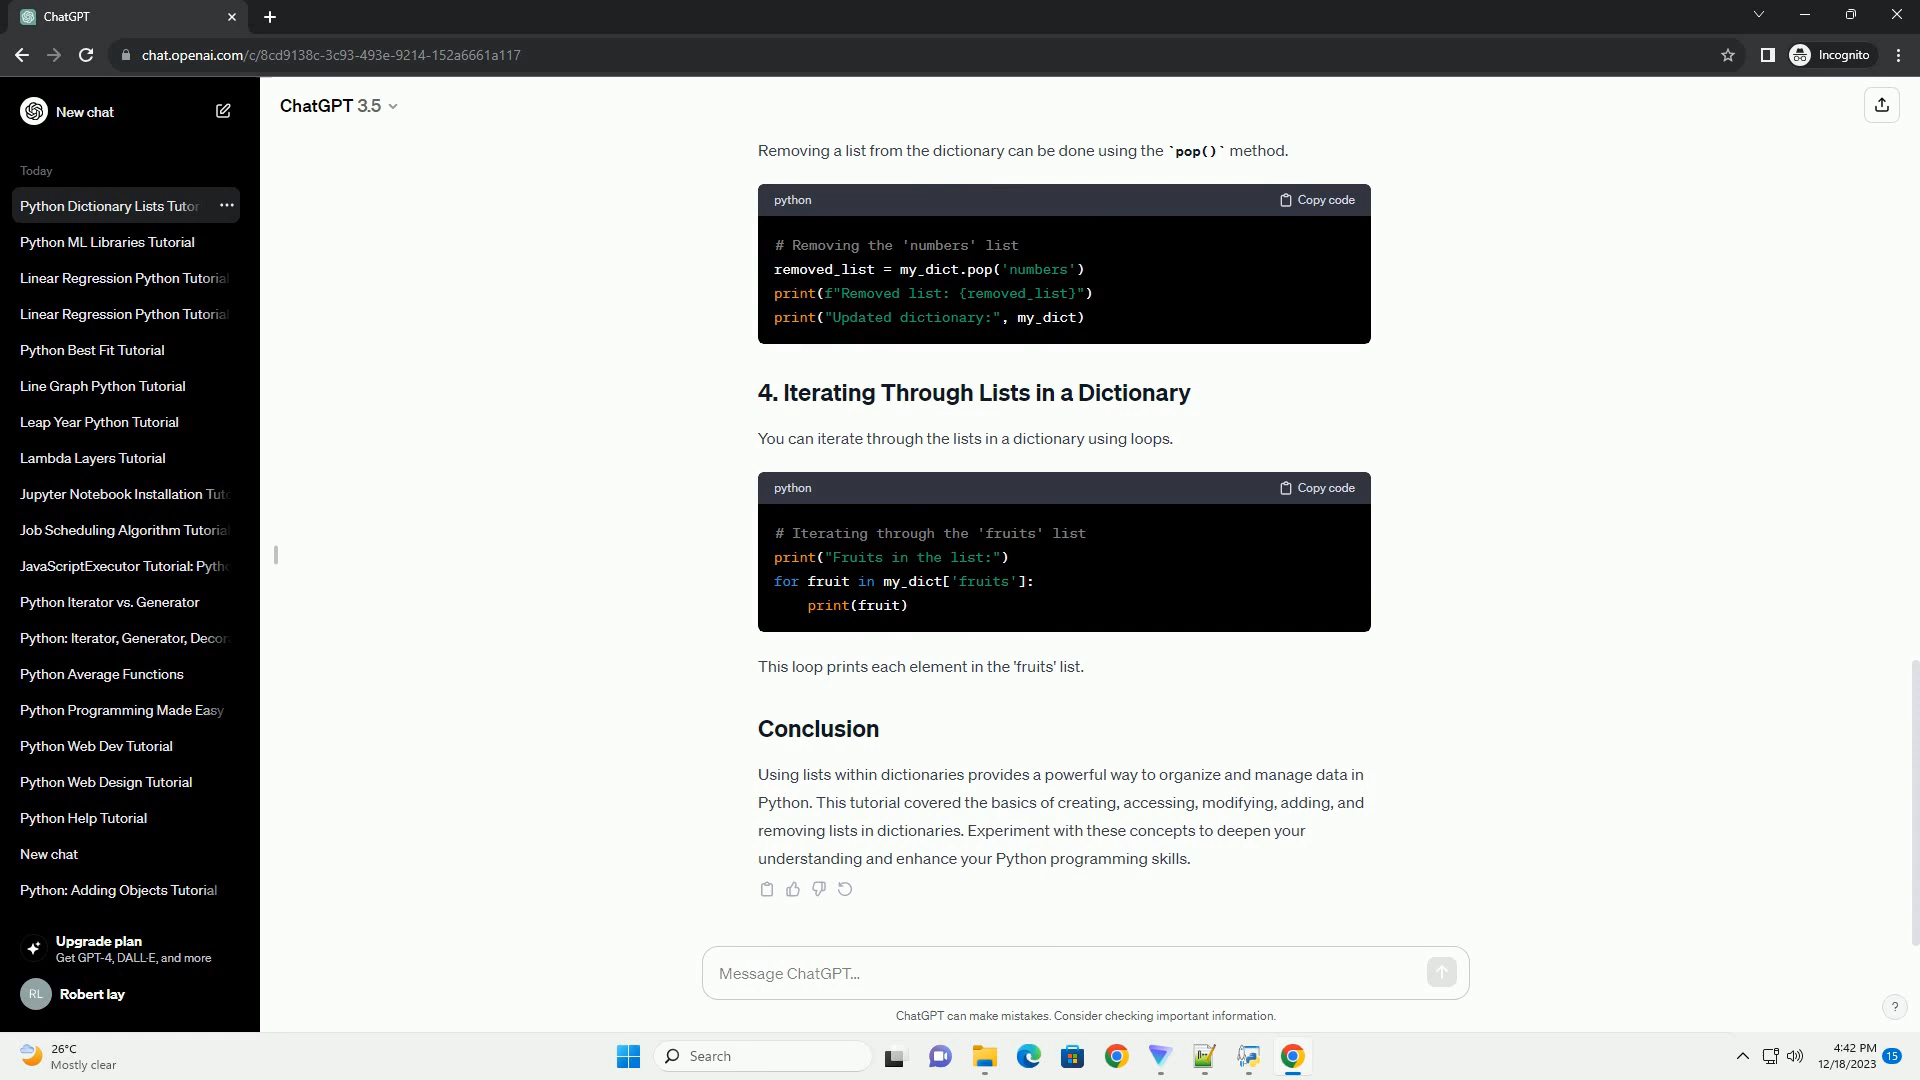 ChatGPT
chat.openai.com/c/8cd9138c-3c93-493e-9214-152a6661a117
Incognito
New chat
ChatGPT 3.5
Today
Python Dictionary Lists Tutor
Python ML Libraries Tutorial
Linear Regression Python Tutorial
Linear Regression Python Tutorial
Python Best Fit Tutorial
Line Graph Python Tutorial
Leap Year Python Tutorial
Lambda Layers Tutorial
Jupyter Notebook Installation Tuto
Job Scheduling Algorithm Tutorial
JavaScriptExecutor Tutorial: Pytho
Python Iterator vs. Generator
Python: Iterator, Generator, Decor
Python Average Functions
Python Programming Made Easy
Python Web Dev Tutorial
Python Web Design Tutorial
Python Help Tutorial
New chat
Python: Adding Objects Tutorial
Upgrade plan
Get GPT-4, DALL·E, and more
RL
Robert lay
Removing a list from the dictionary can be done using the `pop()` method.
python
Copy code
# Removing the 'numbers' list
removed_list = my_dict.pop('numbers')
print(f"Removed list: {removed_list}")
print("Updated dictionary:", my_dict)
4. Iterating Through Lists in a Dictionary
You can iterate through the lists in a dictionary using loops.
python
Copy code
# Iterating through the 'fruits' list
print("Fruits in the list:")
for fruit in my_dict['fruits']:
    print(fruit)
This loop prints each element in the 'fruits' list.
Conclusion
Using lists within dictionaries provides a powerful way to organize and manage data in
Python. This tutorial covered the basics of creating, accessing, modifying, adding, and
removing lists in dictionaries. Experiment with these concepts to deepen your
understanding and enhance your Python programming skills.
Message ChatGPT...
ChatGPT can make mistakes. Consider checking important information.
?
26°C
Mostly clear
Search
4:42 PM
12/18/2023
15